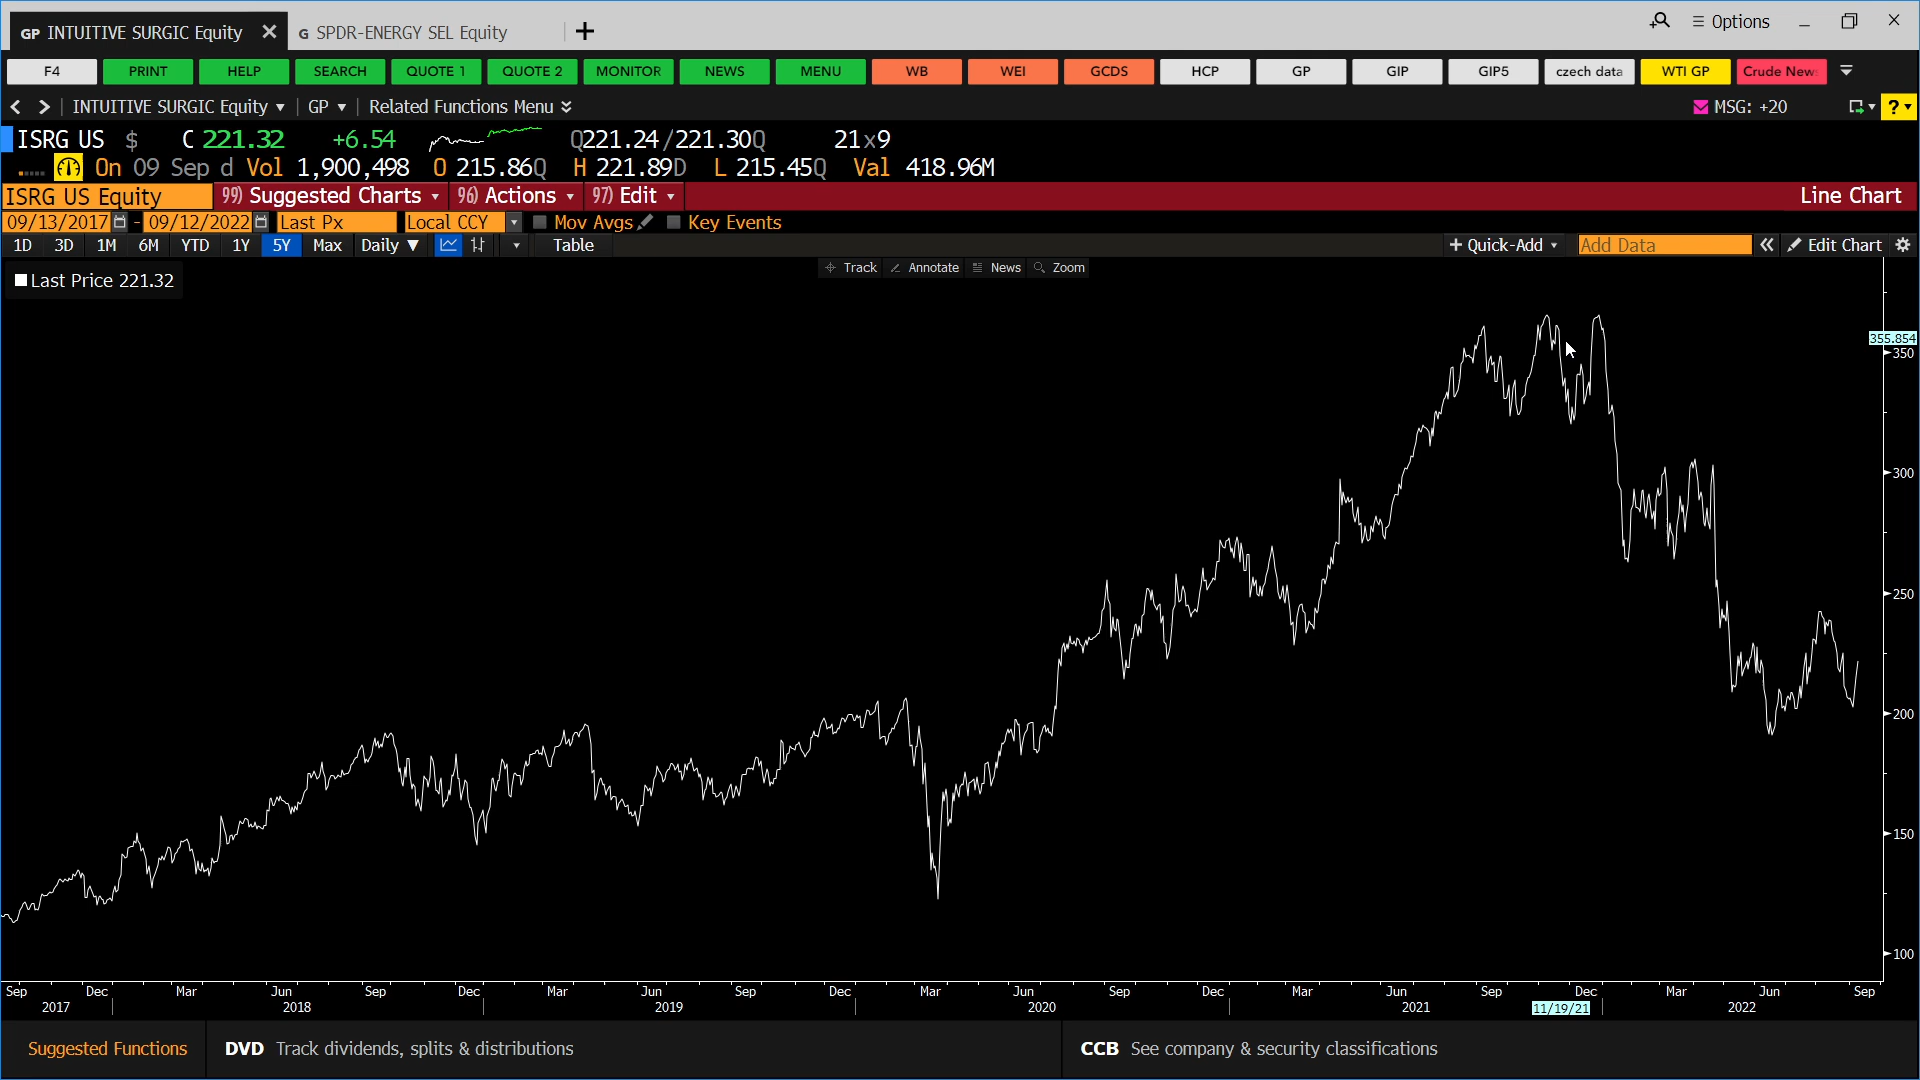 GP INTUITIVE SURGIC Equity G SPDR-ENERGY SEL Equity Options
F4 PRINT HELP SEARCH QUOTE 1 QUOTE 2 MONITOR NEWS MENU WB WEI GCDS HCP GP GIP GIP5 czech data WTI GP Crude New
INTUITIVE SURGIC Equity GP Related Functions Menu MSG: +20 ?
ISRG US $ C 221.32 +6.54 Q221.24/221.30Q 21x9
On 09 Sep d Vol 1,900,498 O 215.86Q H 221.89D L 215.45Q Val 418.96M
ISRG US Equity 99) Suggested Charts 96) Actions 97) Edit Line Chart
09/13/2017 - 09/12/2022 Last Px Local CCY Mov Avgs Key Events
1D 3D 1M 6M YTD 1Y 5Y Max Daily ▼ Table + Quick-Add Add Data « Edit Chart
Track Annotate News Zoom
Last Price 221.32
355.854
350
300
250
200
150
100
Sep Dec Mar Jun Sep Dec Mar Jun Sep Dec Mar Jun Sep Dec Mar Jun Sep Dec Mar Jun Sep
2017 2018 2019 2020 2021 11/19/21 2022
Suggested Functions DVD Track dividends, splits & distributions CCB See company & security classifications